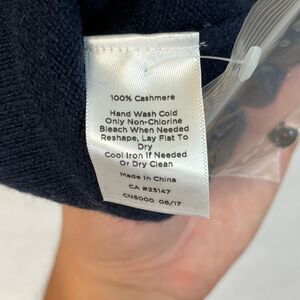 100% Cashmere
Hand Wash Cold
Only Non-Chlorine
Bleach When Needed
Reshape, Lay Flat To
Dry
Cool Iron If Needed
Or Dry Clean
Made In China
CA #23147
CN5000 06/17